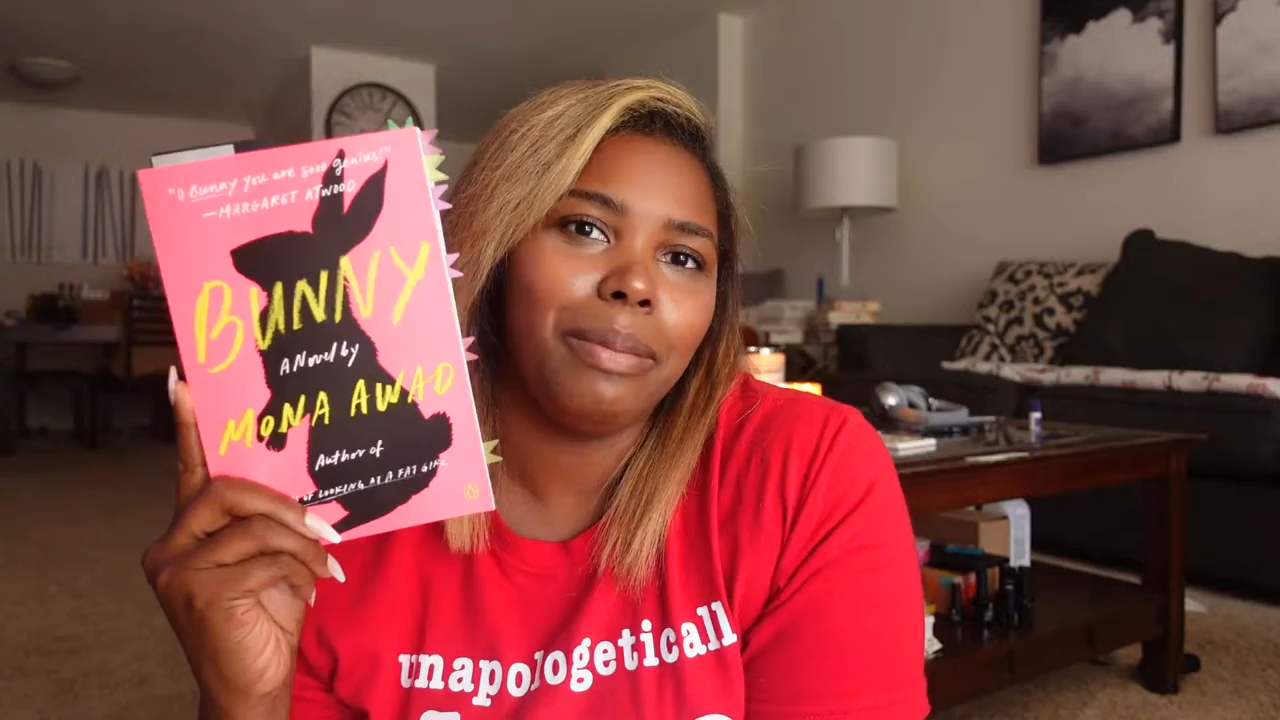 "O Bunny you are sooo genius!"
—MARGARET ATWOOD
BUNNY
A Novel by
MONA AWAD
Author of
OF LOOKING AT A FAT GIRL
unapologeticall